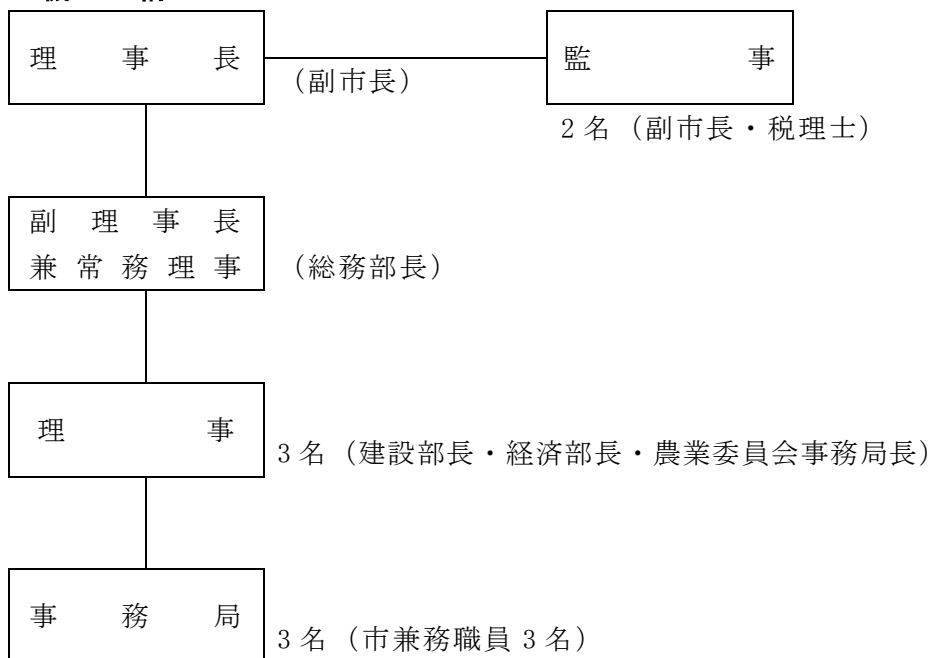 理事長
監事
（副市長）
2名（副市長・税理士）
副理事長
兼常務理事
（総務部長）
理事
3名（建設部長・経済部長・農業委員会事務局長）
事務局
3名（市兼務職員3名）